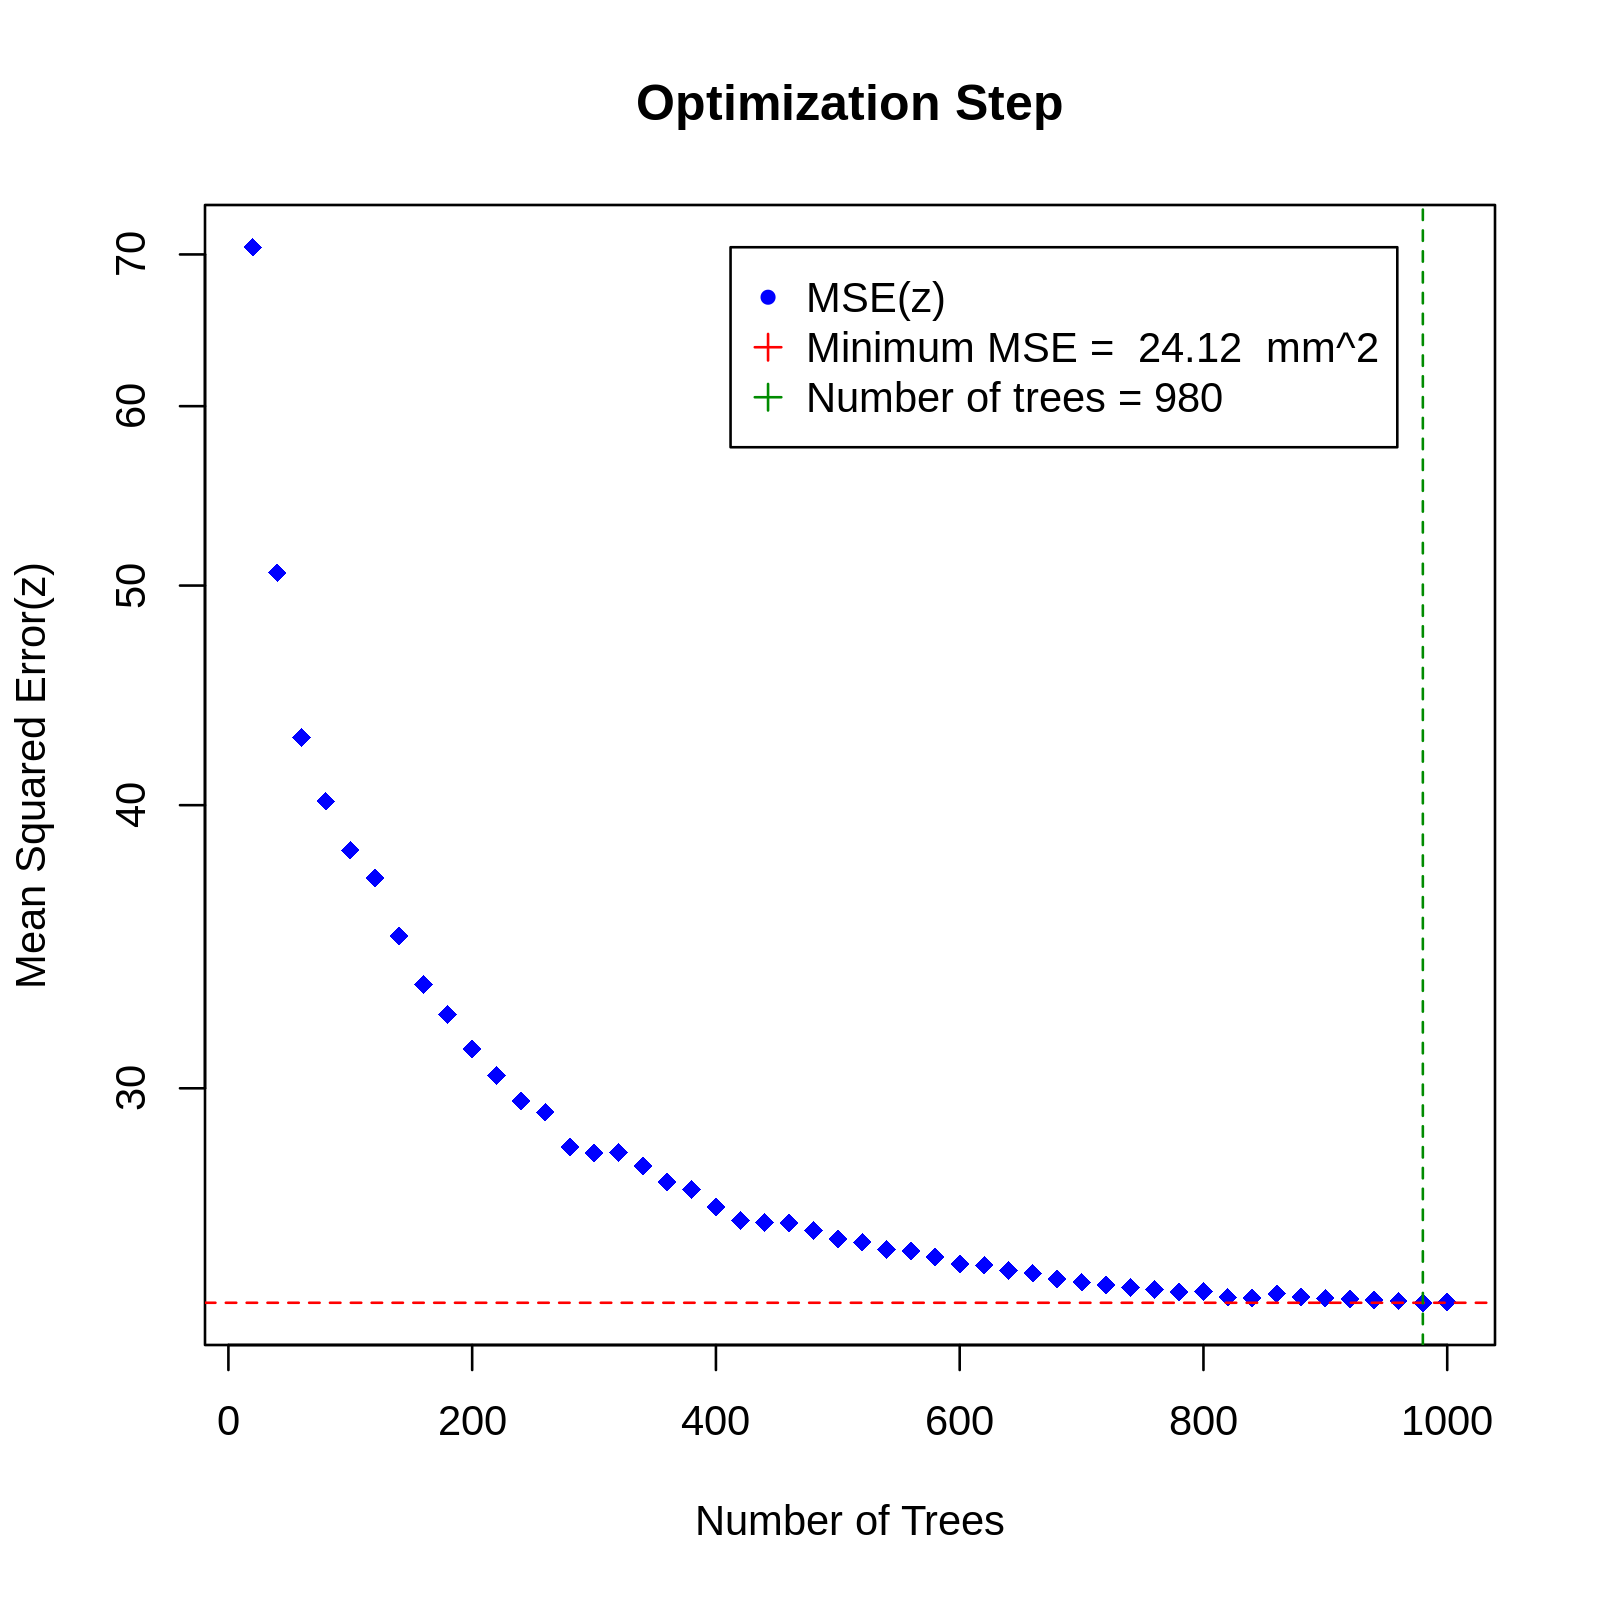 Optimization Step
MSE(z)
Minimum MSE =  24.12  mm^2
Number of trees = 980
Mean Squared Error(z)
70
60
50
40
30
0 200 400 600 800 1000
Number of Trees